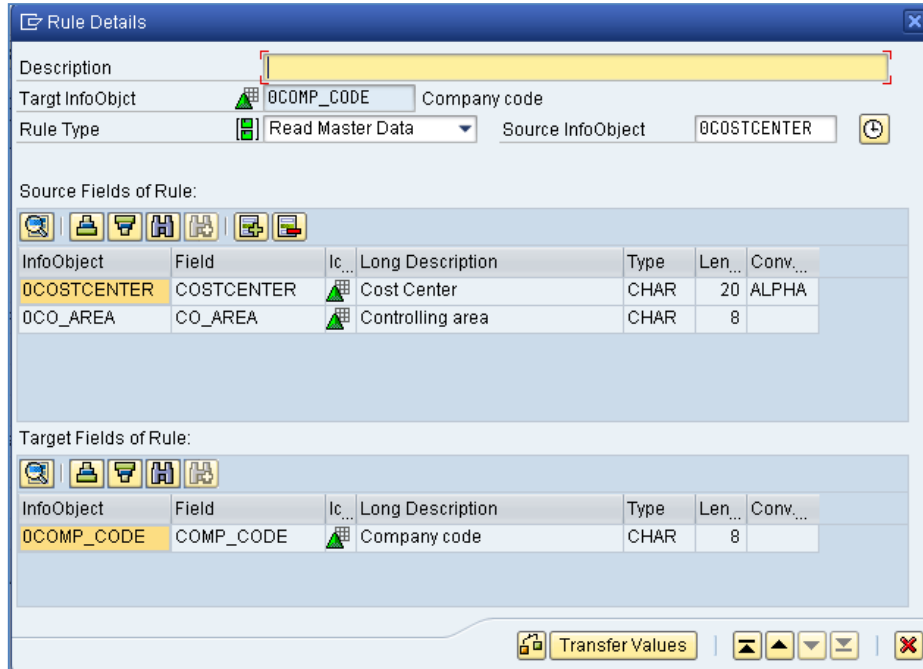 Rule Details
Description
Targt InfoObjct 0COMP_CODE Company code
Rule Type Read Master Data Source InfoObject 0COSTCENTER
Source Fields of Rule:
InfoObject Field Ic... Long Description Type Len... Conv....
0COSTCENTER COSTCENTER Cost Center CHAR 20 ALPHA
0CO_AREA CO_AREA Controlling area CHAR 8
Target Fields of Rule:
InfoObject Field Ic... Long Description Type Len... Conv....
0COMP_CODE COMP_CODE Company code CHAR 8
Transfer Values